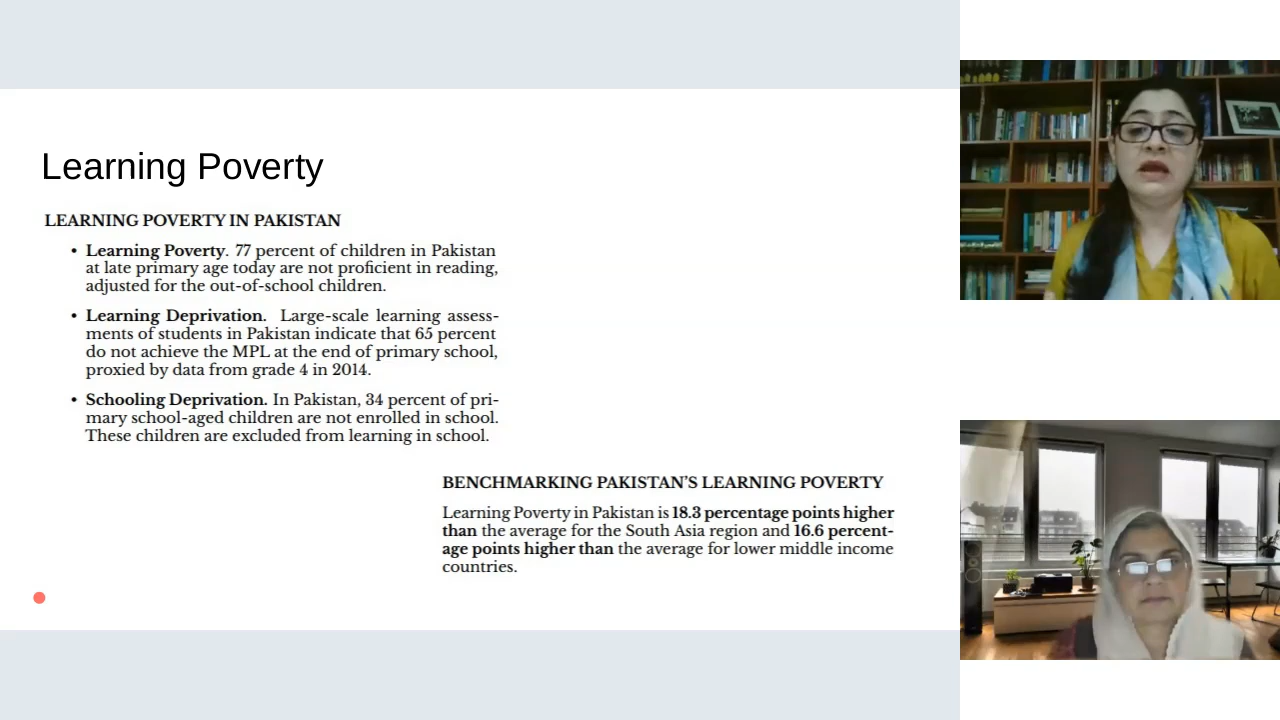 Learning Poverty
LEARNING POVERTY IN PAKISTAN
• Learning Poverty. 77 percent of children in Pakistan
at late primary age today are not proficient in reading,
adjusted for the out-of-school children.
• Learning Deprivation. Large-scale learning assess-
ments of students in Pakistan indicate that 65 percent
do not achieve the MPL at the end of primary school,
proxied by data from grade 4 in 2014.
• Schooling Deprivation. In Pakistan, 34 percent of pri-
mary school-aged children are not enrolled in school.
These children are excluded from learning in school.
BENCHMARKING PAKISTAN'S LEARNING POVERTY
Learning Poverty in Pakistan is 18.3 percentage points higher
than the average for the South Asia region and 16.6 percent-
age points higher than the average for lower middle income
countries.